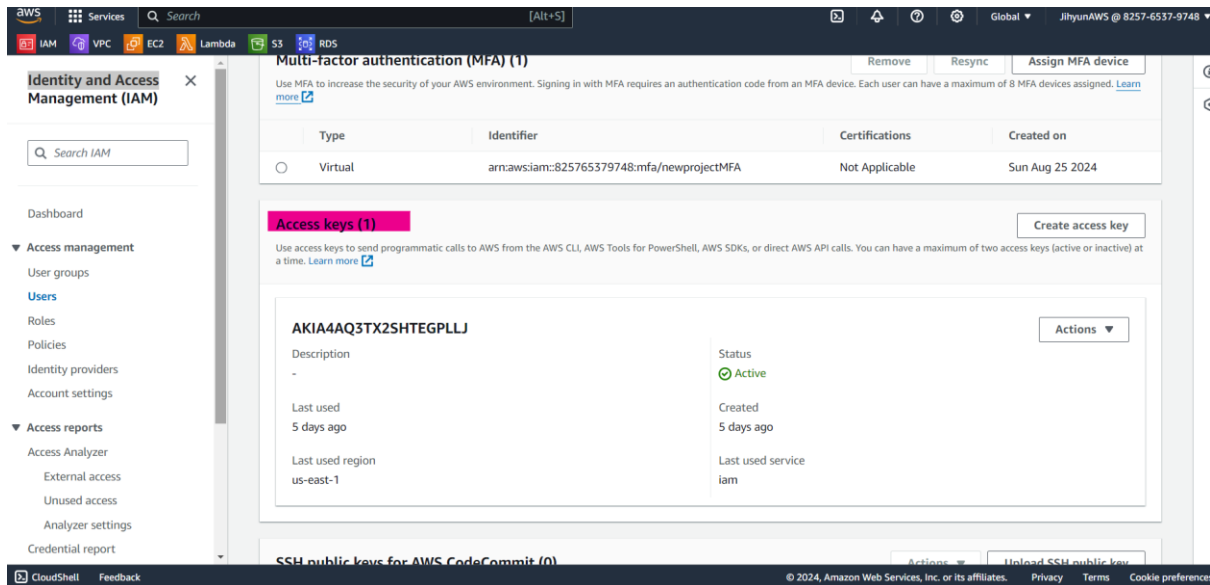 aws Services Search [Alt+S] Global JihyunAWS @ 8257-6537-9748
IAM VPC EC2 Lambda S3 RDS
Identity and Access
Management (IAM)
Search IAM
Dashboard
Access management
User groups
Users
Roles
Policies
Identity providers
Account settings
Access reports
Access Analyzer
External access
Unused access
Analyzer settings
Credential report
Multi-factor authentication (MFA) (1)
Remove Resync Assign MFA device
Use MFA to increase the security of your AWS environment. Signing in with MFA requires an authentication code from an MFA device. Each user can have a maximum of 8 MFA devices assigned. Learn
more
Type Identifier Certifications Created on
Virtual arn:aws:iam::825765379748:mfa/newprojectMFA Not Applicable Sun Aug 25 2024
Access keys (1)
Create access key
Use access keys to send programmatic calls to AWS from the AWS CLI, AWS Tools for PowerShell, AWS SDKs, or direct AWS API calls. You can have a maximum of two access keys (active or inactive) at
a time. Learn more
AKIA4AQ3TX2SHTEGPLLJ
Actions
Description
-
Status
Active
Last used
5 days ago
Created
5 days ago
Last used region
us-east-1
Last used service
iam
SSH public keys for AWS CodeCommit (0)
Actions Upload SSH public key
CloudShell Feedback © 2024, Amazon Web Services, Inc. or its affiliates. Privacy Terms Cookie preferences